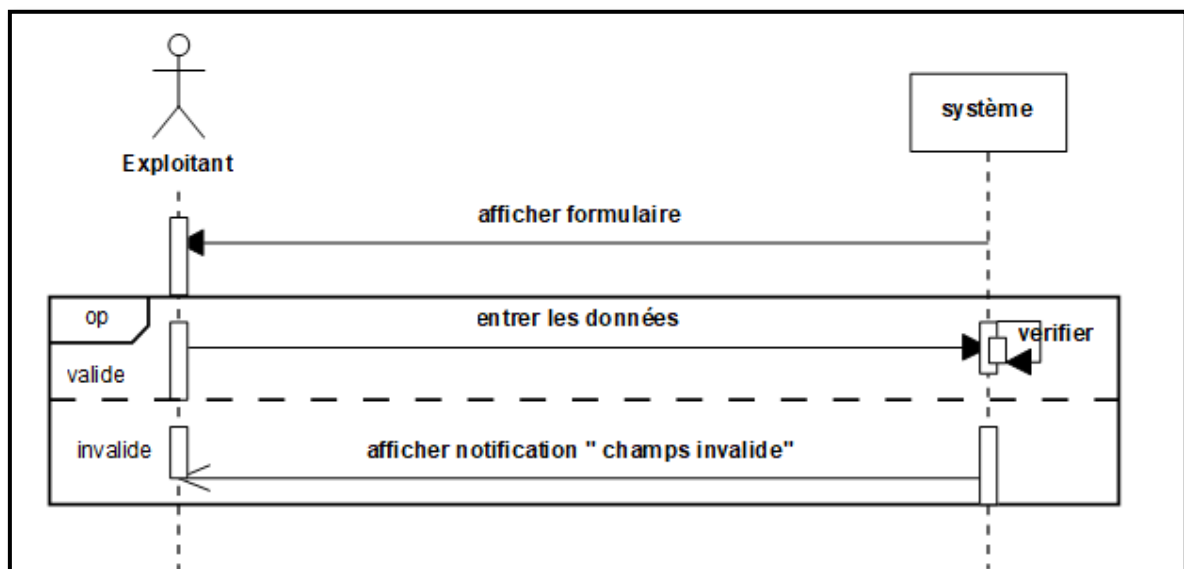 système
Exploitant
afficher formulaire
op
entrer les données
vérifier
valide
invalide
afficher notification " champs invalide"